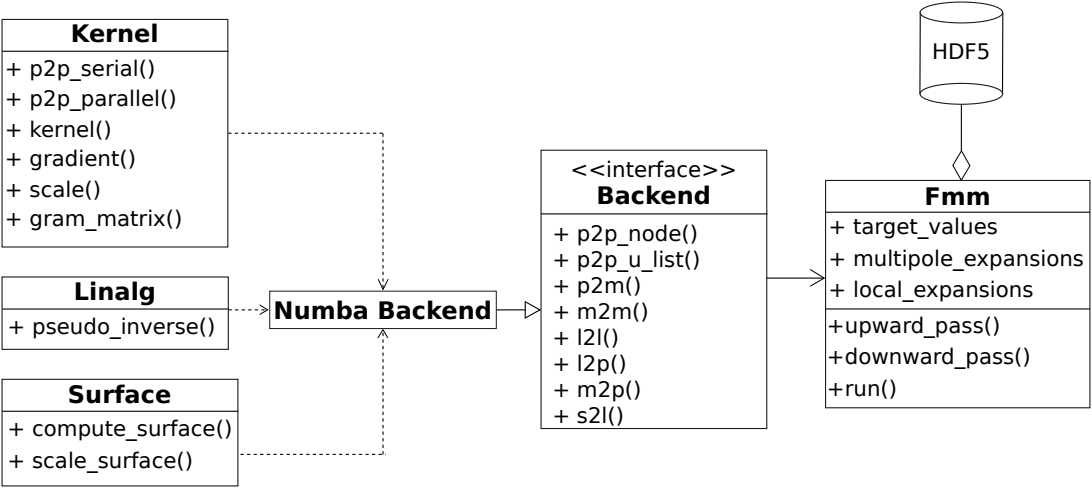 Kernel
+ p2p_serial()
+ p2p_parallel()
+ kernel()
+ gradient()
+ scale()
+ gram_matrix()
Linalg
+ pseudo_inverse()
Surface
+ compute_surface()
+ scale_surface()
Numba Backend
<<interface>>
Backend
+ p2p_node()
+ p2p_u_list()
+ p2m()
+ m2m()
+ l2l()
+ l2p()
+ m2p()
+ s2l()
HDF5
Fmm
+ target_values
+ multipole_expansions
+ local_expansions
+upward_pass()
+downward_pass()
+run()